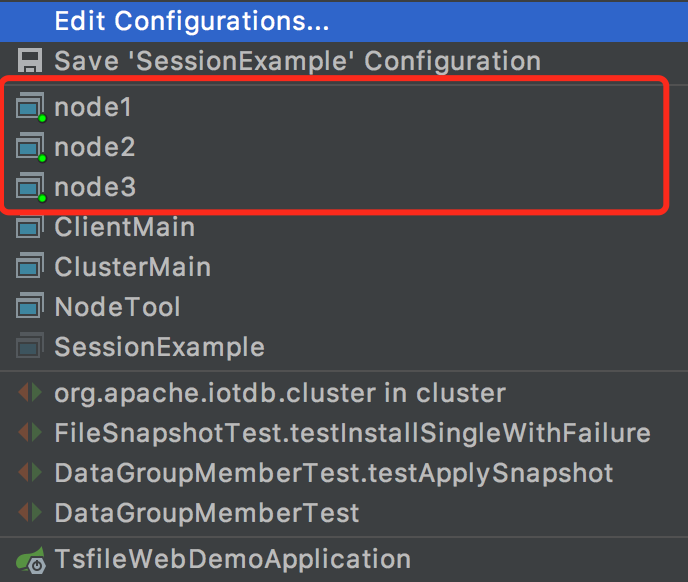 Edit Configurations...
Save 'SessionExample' Configuration
node1
node2
node3
ClientMain
ClusterMain
NodeTool
SessionExample
org.apache.iotdb.cluster in cluster
FileSnapshotTest.testInstallSingleWithFailure
DataGroupMemberTest.testApplySnapshot
DataGroupMemberTest
TsfileWebDemoApplication